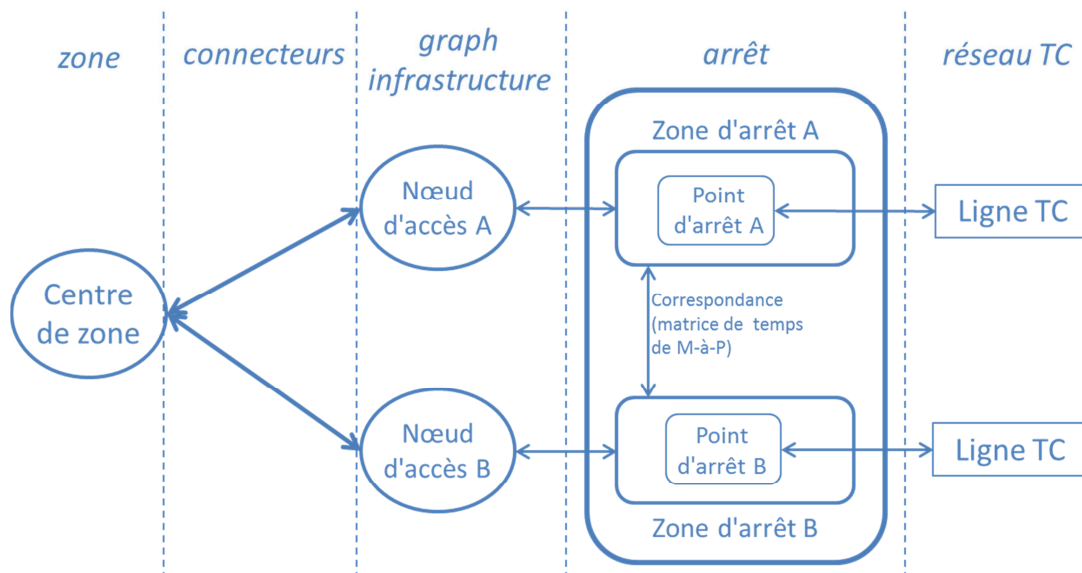 zone
connecteurs
graph
infrastructure
arrêt
réseau TC
Zone d'arrêt A
Nœud
d'accès A
Point
d'arrêt A
Ligne TC
Centre
de zone
Correspondance
(matrice de temps
de M-à-P)
Nœud
d'accès B
Point
d'arrêt B
Ligne TC
Zone d'arrêt B